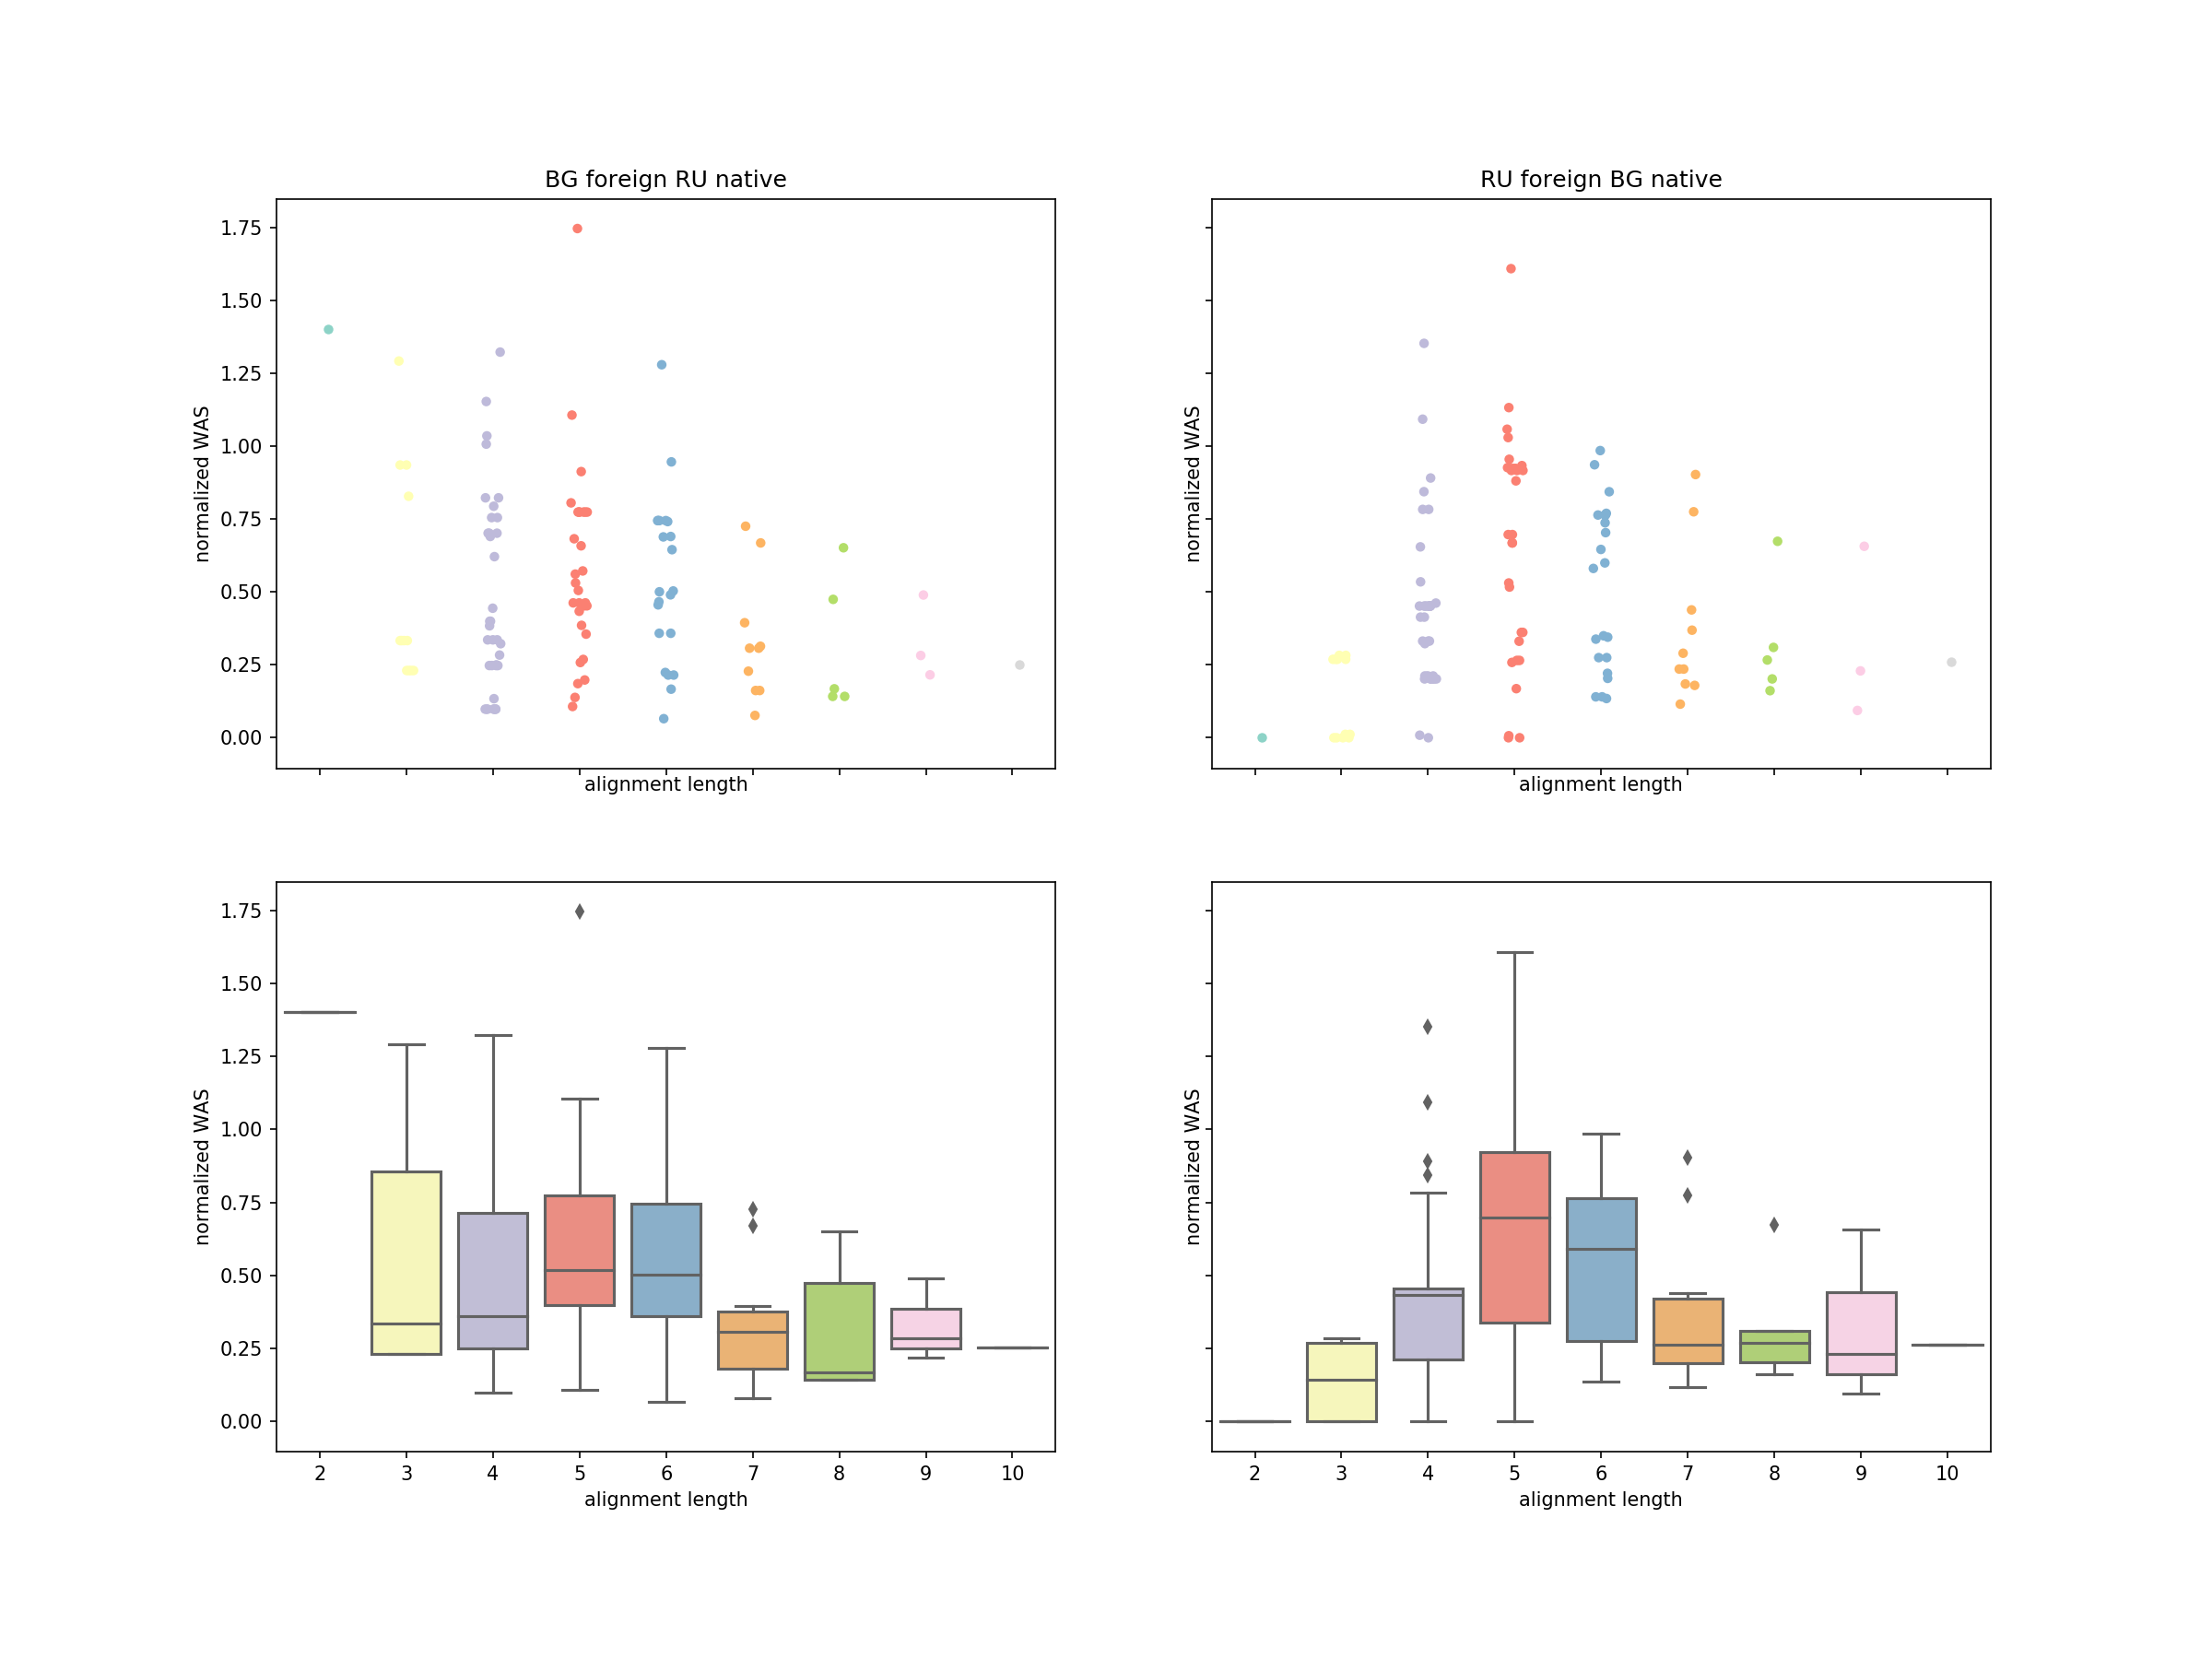 BG foreign RU native
RU foreign BG native
1.75
1.50
1.25
1.00
0.75
0.50
0.25
0.00
normalized WAS
normalized WAS
alignment length
alignment length
1.75
1.50
1.25
1.00
0.75
0.50
0.25
0.00
normalized WAS
normalized WAS
2 3 4 5 6 7 8 9 10
2 3 4 5 6 7 8 9 10
alignment length
alignment length